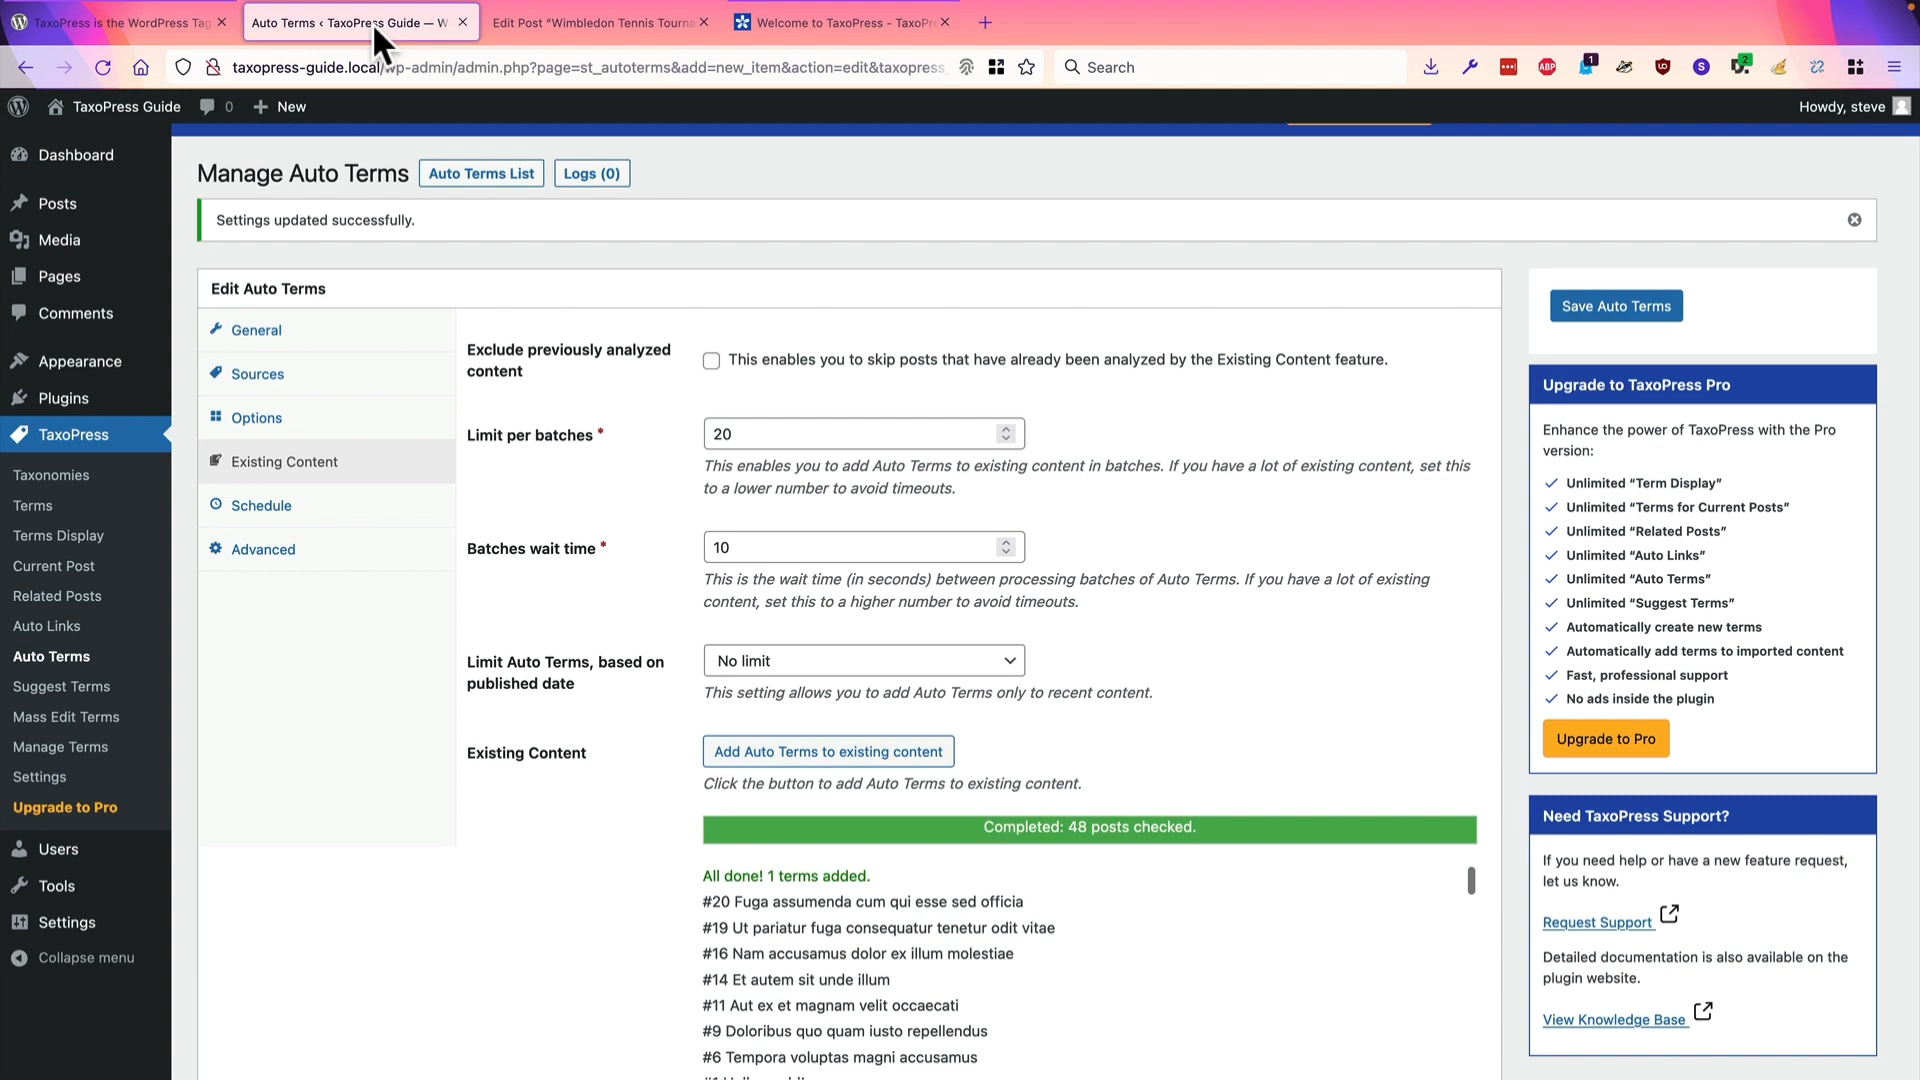 TaxoPress is the WordPress Tag
Auto Terms ‹ TaxoPress Guide — W
Edit Post "Wimbledon Tennis Tourna
Welcome to TaxoPress - TaxoPre
taxopress-guide.local/wp-admin/admin.php?page=st_autoterms&add=new_item&action=edit&taxopress_
Search
ABP
1
S
2
TaxoPress Guide
0
New
Howdy, steve
Dashboard
Posts
Media
Pages
Comments
Appearance
Plugins
TaxoPress
Taxonomies
Terms
Terms Display
Current Post
Related Posts
Auto Links
Auto Terms
Suggest Terms
Mass Edit Terms
Manage Terms
Settings
Upgrade to Pro
Users
Tools
Settings
Collapse menu
Manage Auto Terms
Auto Terms List
Logs (0)
Settings updated successfully.
Edit Auto Terms
General
Sources
Options
Existing Content
Schedule
Advanced
Exclude previously analyzed
content
This enables you to skip posts that have already been analyzed by the Existing Content feature.
Limit per batches *
20
This enables you to add Auto Terms to existing content in batches. If you have a lot of existing content, set this
to a lower number to avoid timeouts.
Batches wait time *
10
This is the wait time (in seconds) between processing batches of Auto Terms. If you have a lot of existing
content, set this to a higher number to avoid timeouts.
Limit Auto Terms, based on
published date
No limit
This setting allows you to add Auto Terms only to recent content.
Existing Content
Add Auto Terms to existing content
Click the button to add Auto Terms to existing content.
Completed: 48 posts checked.
All done! 1 terms added.
#20 Fuga assumenda cum qui esse sed officia
#19 Ut pariatur fuga consequatur tenetur odit vitae
#16 Nam accusamus dolor ex illum molestiae
#14 Et autem sit unde illum
#11 Aut ex et magnam velit occaecati
#9 Doloribus quo quam iusto repellendus
#6 Tempora voluptas magni accusamus
Save Auto Terms
Upgrade to TaxoPress Pro
Enhance the power of TaxoPress with the Pro
version:
Unlimited “Term Display”
Unlimited “Terms for Current Posts”
Unlimited “Related Posts”
Unlimited “Auto Links”
Unlimited “Auto Terms”
Unlimited “Suggest Terms”
Automatically create new terms
Automatically add terms to imported content
Fast, professional support
No ads inside the plugin
Upgrade to Pro
Need TaxoPress Support?
If you need help or have a new feature request,
let us know.
Request Support
Detailed documentation is also available on the
plugin website.
View Knowledge Base